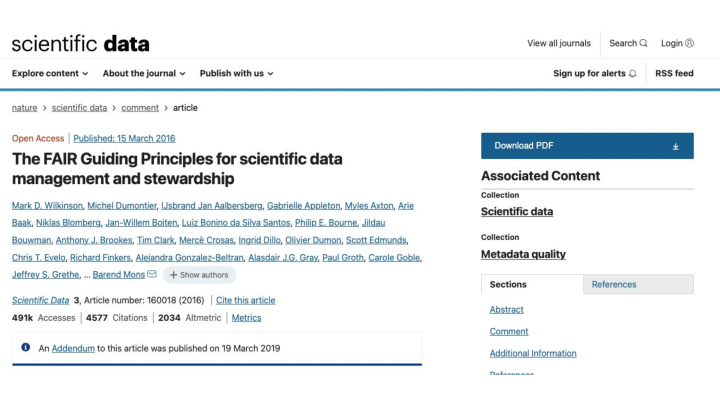 scientific data
View all journals Search Login
Explore content About the journal Publish with us
Sign up for alerts RSS feed
nature > scientific data > comment > article
Open Access | Published: 15 March 2016
The FAIR Guiding Principles for scientific data
management and stewardship
Mark D. Wilkinson, Michel Dumontier, IJsbrand Jan Aalbersberg, Gabrielle Appleton, Myles Axton, Arie
Baak, Niklas Blomberg, Jan-Willem Boiten, Luiz Bonino da Silva Santos, Philip E. Bourne, Jildau
Bouwman, Anthony J. Brookes, Tim Clark, Mercè Crosas, Ingrid Dillo, Olivier Dumon, Scott Edmunds,
Chris T. Evelo, Richard Finkers, Alejandra Gonzalez-Beltran, Alasdair J.G. Gray, Paul Groth, Carole Goble,
Jeffrey S. Grethe, … Barend Mons + Show authors
Scientific Data 3, Article number: 160018 (2016) | Cite this article
491k Accesses | 4577 Citations | 2034 Altmetric | Metrics
An Addendum to this article was published on 19 March 2019
Download PDF
Associated Content
Collection
Scientific data
Collection
Metadata quality
Sections References
Abstract
Comment
Additional Information
References